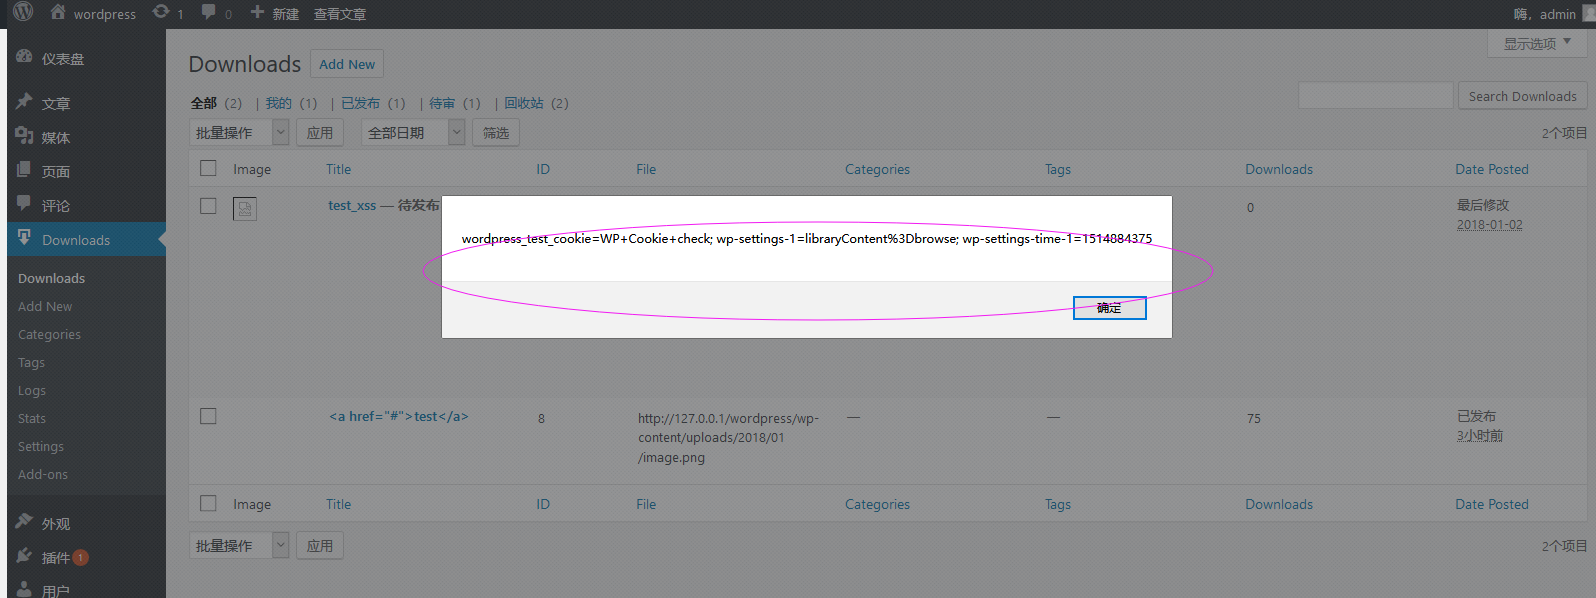 wordpress 1 0 新建 查看文章 嗨，admin
仪表盘
文章
媒体
页面
评论
Downloads
Downloads
Add New
Categories
Tags
Logs
Stats
Settings
Add-ons
外观
插件 1
用户
显示选项
Downloads Add New
全部 (2) | 我的 (1) | 已发布 (1) | 待审 (1) | 回收站 (2)
Search Downloads
批量操作 应用 全部日期 筛选 2个项目
Image Title ID File Categories Tags Downloads Date Posted
test_xss — 待发布 0 最后修改
2018-01-02
wordpress_test_cookie=WP+Cookie+check; wp-settings-1=libraryContent%3Dbrowse; wp-settings-time-1=1514884375
确定
<a href="#">test</a> 8 http://127.0.0.1/wordpress/wp- — — 75 已发布
content/uploads/2018/01 3小时前
/image.png
Image Title ID File Categories Tags Downloads Date Posted
批量操作 应用 2个项目